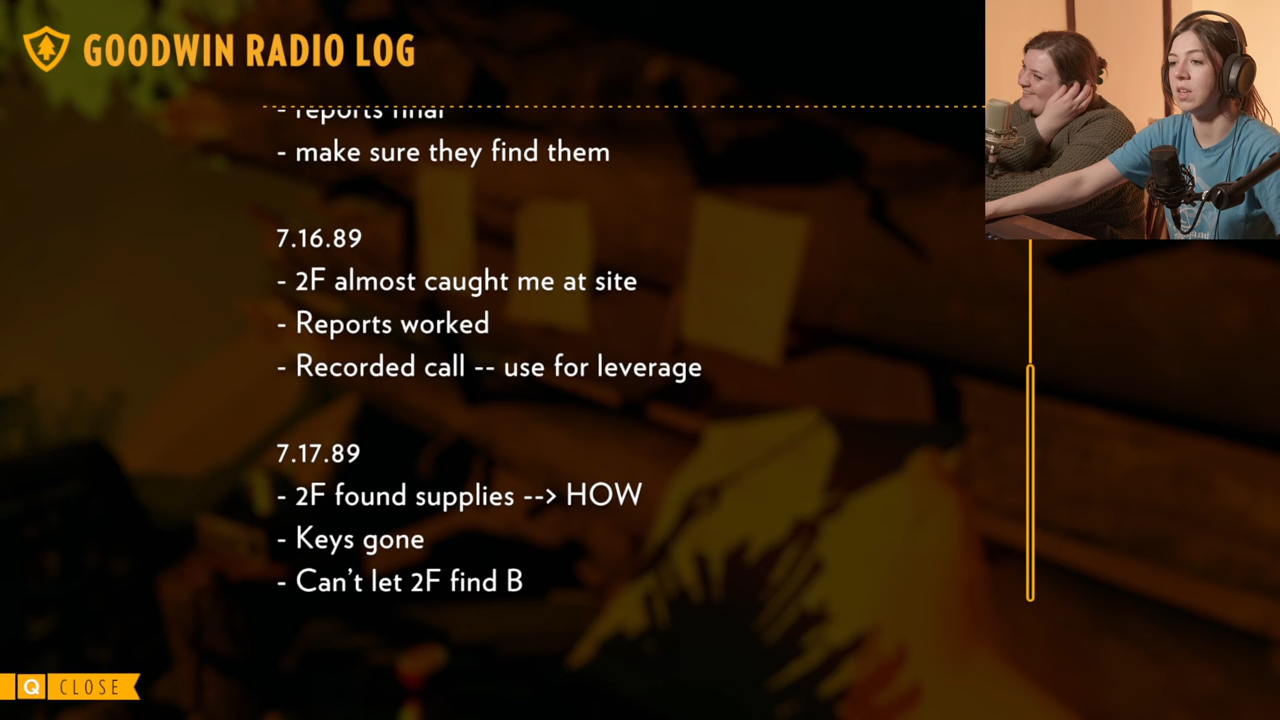 GOODWIN RADIO LOG
- reports final
- make sure they find them
7.16.89
- 2F almost caught me at site
- Reports worked
- Recorded call -- use for leverage
7.17.89
- 2F found supplies --> HOW
- Keys gone
- Can't let 2F find B
Q CLOSE